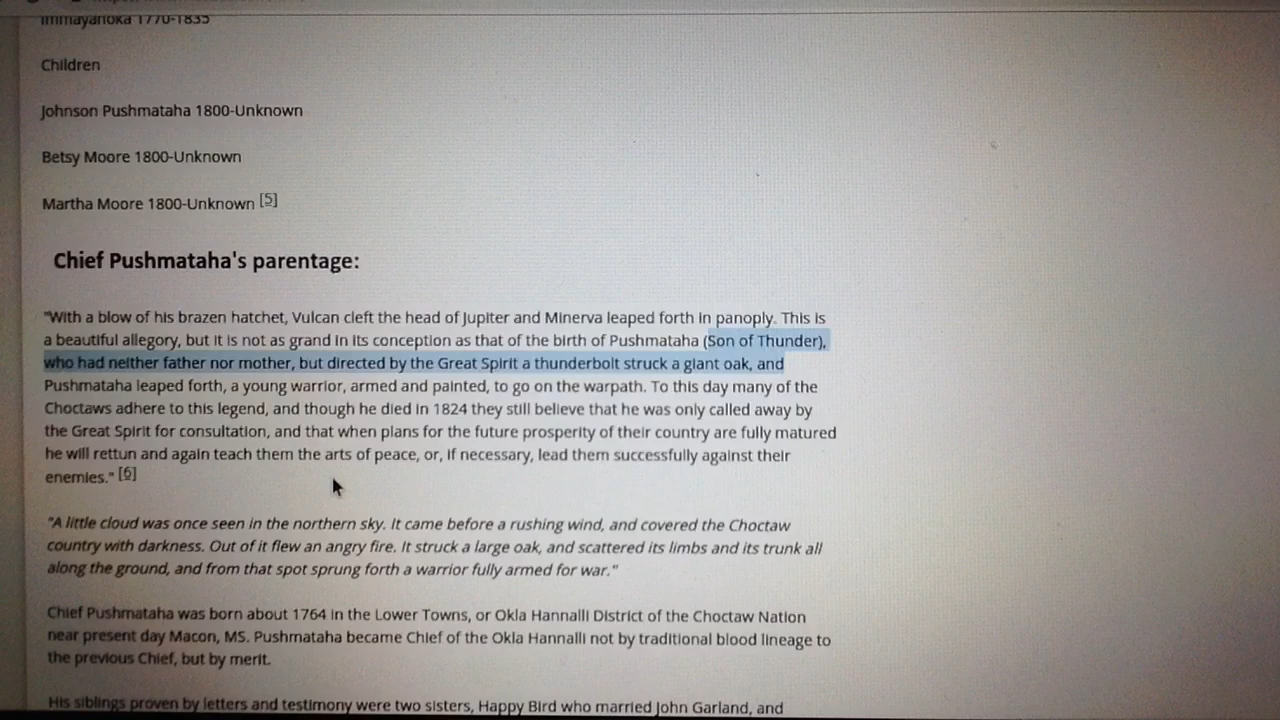 Immayahoka 1770-1835
Children
Johnson Pushmataha 1800-Unknown
Betsy Moore 1800-Unknown
Martha Moore 1800-Unknown [5]
Chief Pushmataha's parentage:
"With a blow of his brazen hatchet, Vulcan cleft the head of Jupiter and Minerva leaped forth in panoply. This is
a beautiful allegory, but it is not as grand in its conception as that of the birth of Pushmataha (Son of Thunder),
who had neither father nor mother, but directed by the Great Spirit a thunderbolt struck a giant oak, and
Pushmataha leaped forth, a young warrior, armed and painted, to go on the warpath. To this day many of the
Choctaws adhere to this legend, and though he died in 1824 they still believe that he was only called away by
the Great Spirit for consultation, and that when plans for the future prosperity of their country are fully matured
he will rettun and again teach them the arts of peace, or, if necessary, lead them successfully against their
enemies." [6]
"A little cloud was once seen in the northern sky. It came before a rushing wind, and covered the Choctaw
country with darkness. Out of it flew an angry fire. It struck a large oak, and scattered its limbs and its trunk all
along the ground, and from that spot sprung forth a warrior fully armed for war."
Chief Pushmataha was born about 1764 in the Lower Towns, or Okla Hannalli District of the Choctaw Nation
near present day Macon, MS. Pushmataha became Chief of the Okla Hannalli not by traditional blood lineage to
the previous Chief, but by merit.
His siblings proven by letters and testimony were two sisters, Happy Bird who married John Garland, and